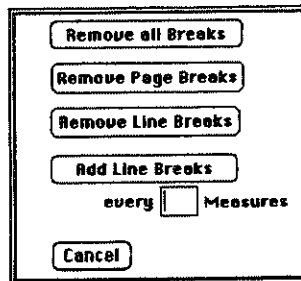 Remove all Breaks
Remove Page Breaks
Remove Line Breaks
Add Line Breaks
every Measures
Cancel